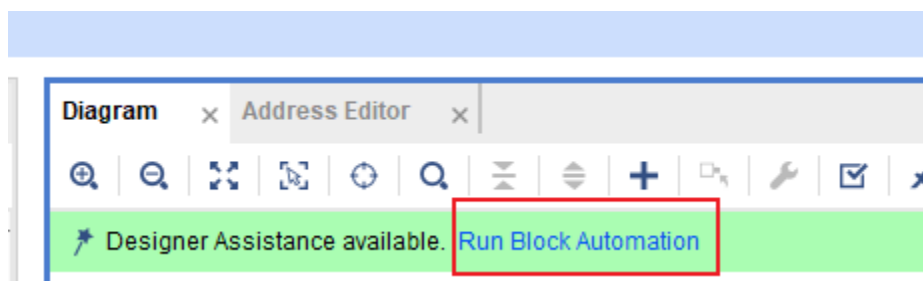 Diagram × Address Editor ×
Designer Assistance available. Run Block Automation